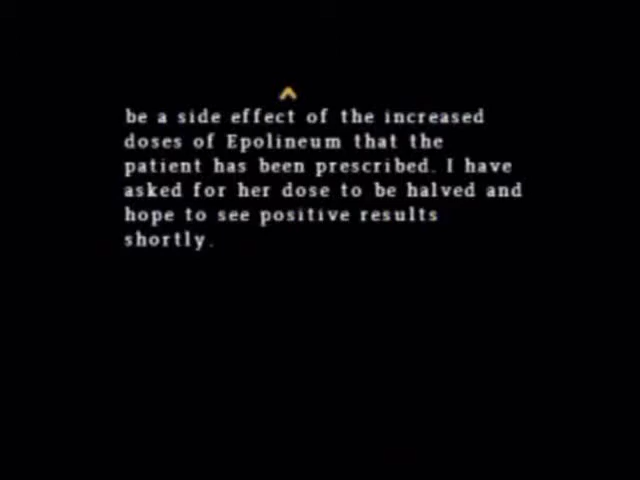 be a side effect of the increased
doses of Epolineum that the
patient has been prescribed. I have
asked for her dose to be halved and
hope to see positive results
shortly.